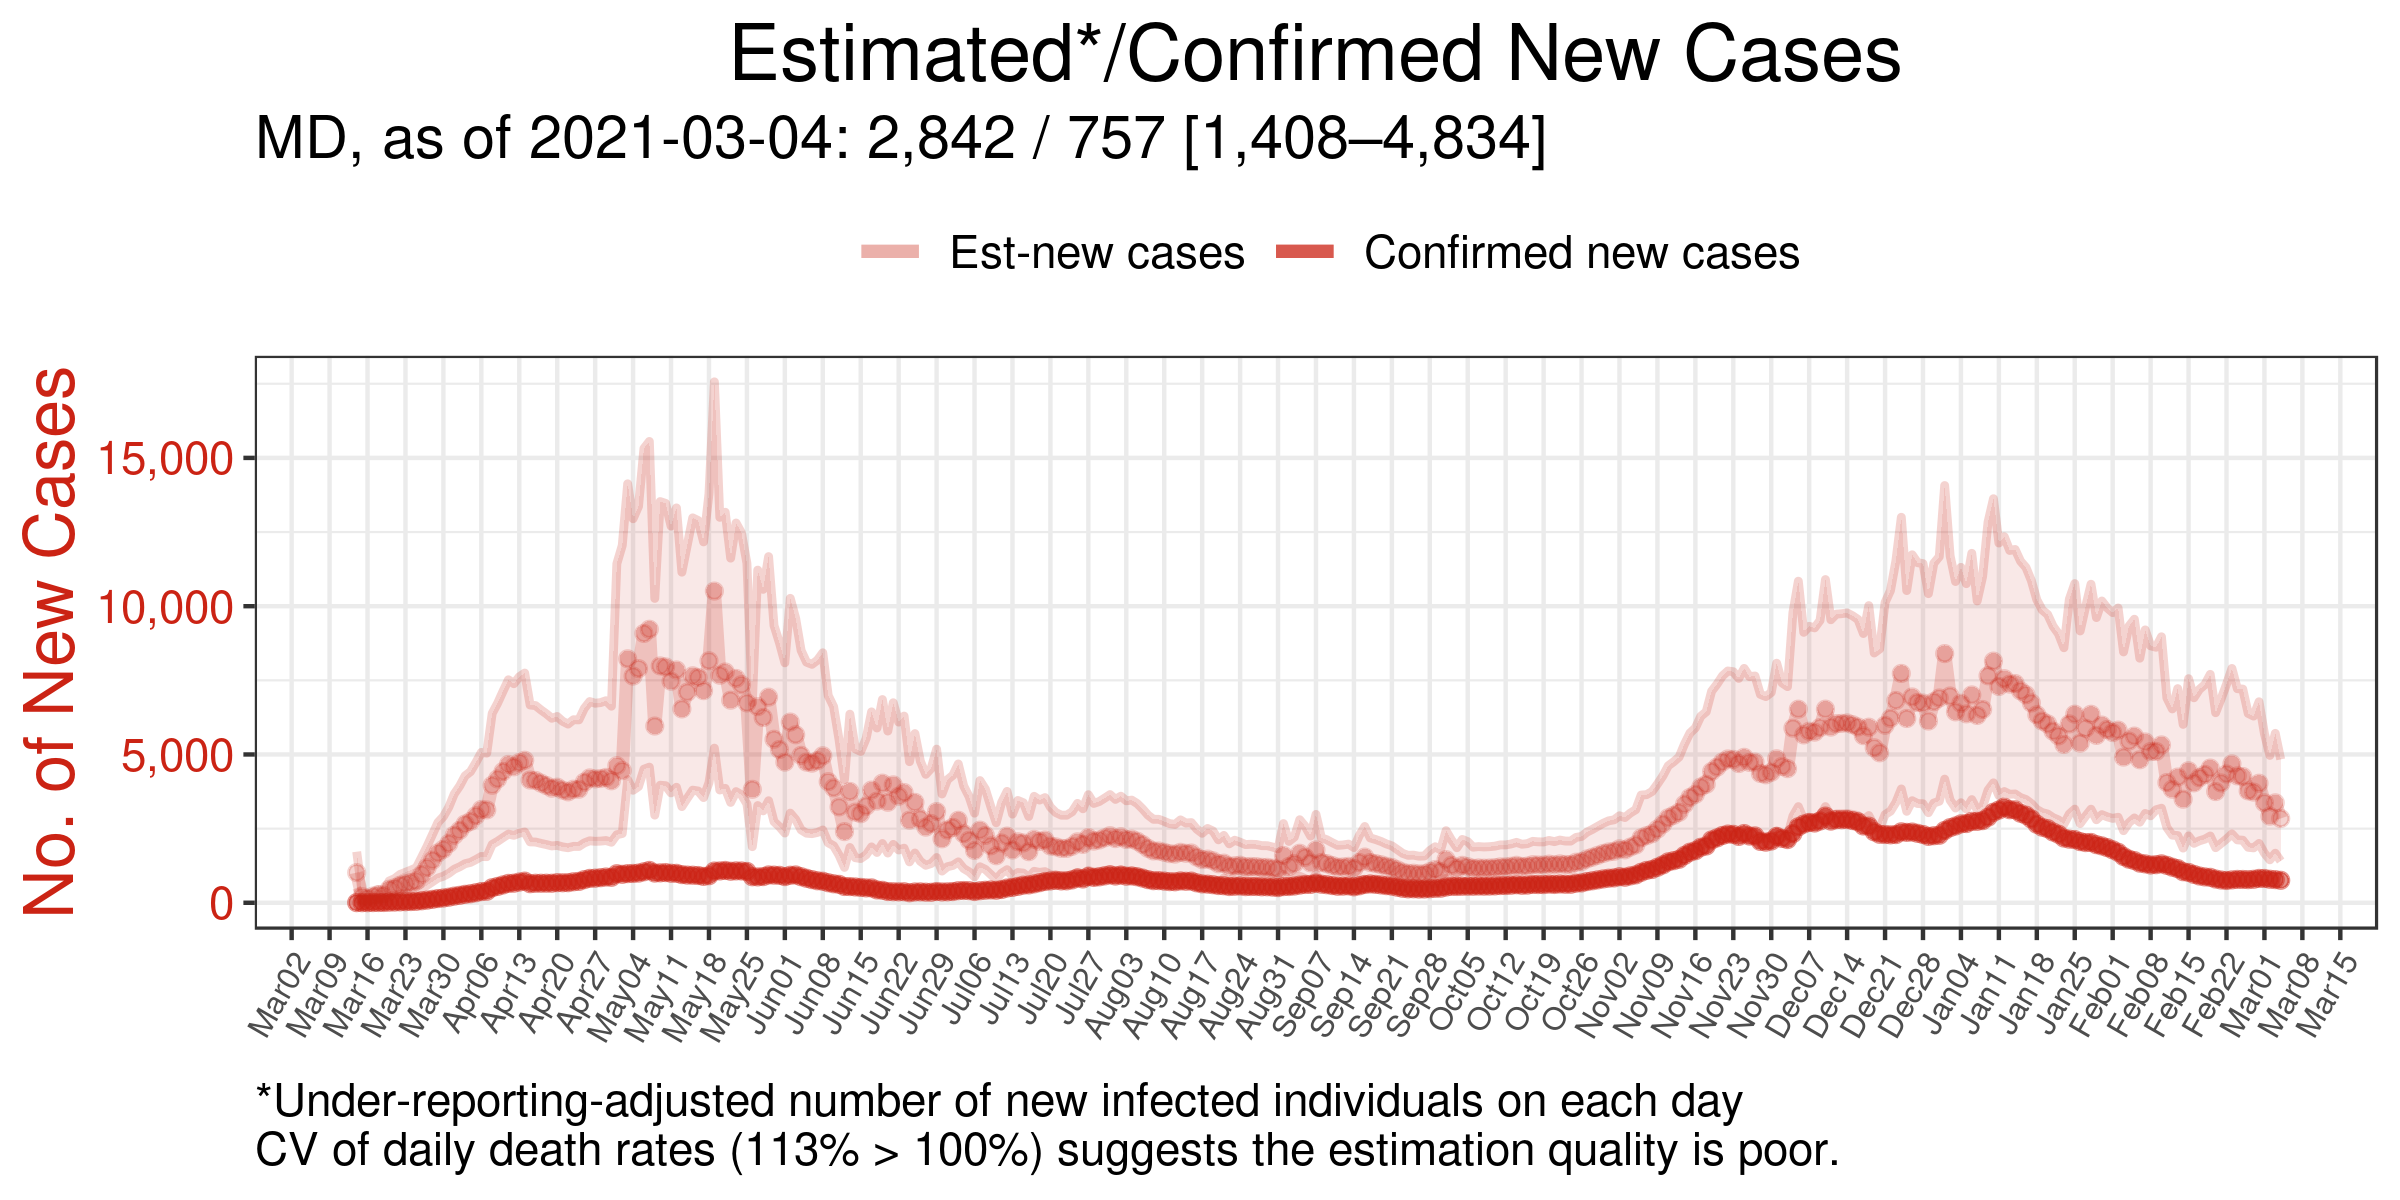 Estimated*/Confirmed New Cases
MD, as of 2021-03-04: 2,842 / 757 [1,408–4,834]
Est-new cases Confirmed new cases
No. of New Cases
15,000
10,000
5,000
0
Mar02 Mar09 Mar16 Mar23 Mar30 Apr06 Apr13 Apr20 Apr27 May04 May11 May18 May25 Jun01 Jun08 Jun15 Jun22 Jun29 Jul06 Jul13 Jul20 Jul27 Aug03 Aug10 Aug17 Aug24 Aug31 Sep07 Sep14 Sep21 Sep28 Oct05 Oct12 Oct19 Oct26 Nov02 Nov09 Nov16 Nov23 Nov30 Dec07 Dec14 Dec21 Dec28 Jan04 Jan11 Jan18 Jan25 Feb01 Feb08 Feb15 Feb22 Mar01 Mar08 Mar15
*Under-reporting-adjusted number of new infected individuals on each day
CV of daily death rates (113% > 100%) suggests the estimation quality is poor.